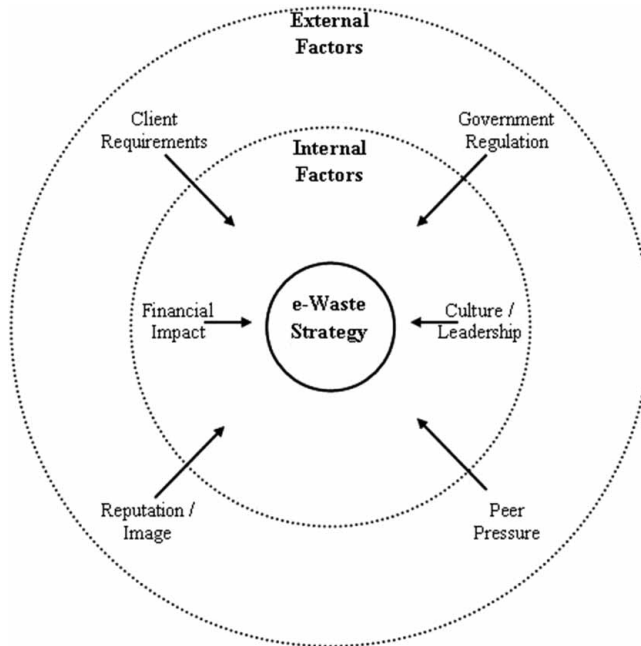 External
Factors
Client
Requirements
Government
Regulation
Internal
Factors
Financial
Impact
e-Waste
Strategy
Culture /
Leadership
Reputation /
Image
Peer
Pressure